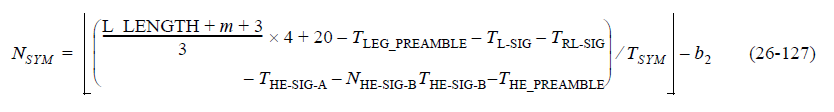 N_SYM = ⌊( (L_LENGTH + m + 3)/3 × 4 + 20 – T_LEG_PREAMBLE – T_L-SIG – T_RL-SIG
– T_HE-SIG-A – N_HE-SIG-B T_HE-SIG-B – T_HE_PREAMBLE ) / T_SYM⌋ – b_2 (26-127)